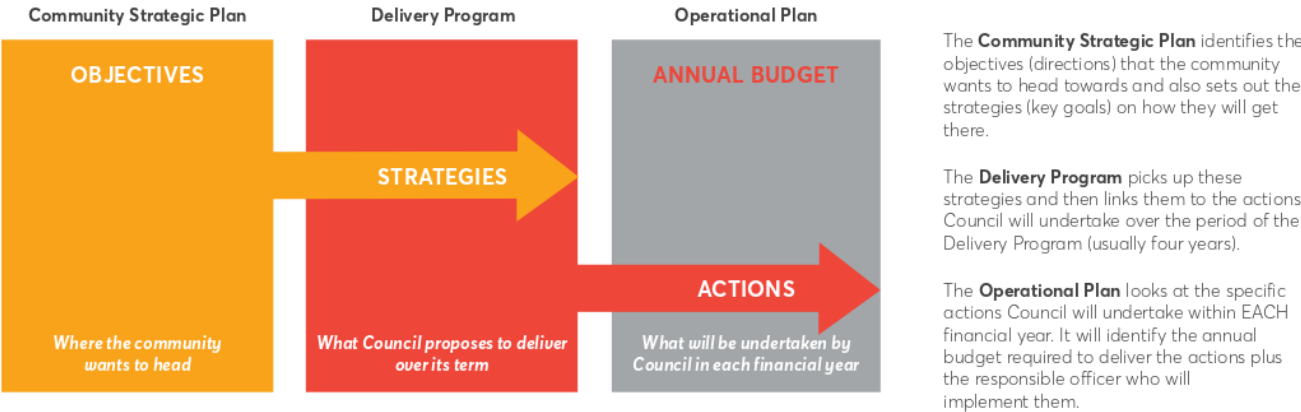 Community Strategic Plan
Delivery Program
Operational Plan
OBJECTIVES
ANNUAL BUDGET
STRATEGIES
ACTIONS
Where the community
wants to head
What Council proposes to deliver
over its term
What will be undertaken by
Council in each financial year
The Community Strategic Plan identifies the
objectives (directions) that the community
wants to head towards and also sets out the
strategies (key goals) on how they will get
there.
The Delivery Program picks up these
strategies and then links them to the actions
Council will undertake over the period of the
Delivery Program (usually four years).
The Operational Plan looks at the specific
actions Council will undertake within EACH
financial year. It will identify the annual
budget required to deliver the actions plus
the responsible officer who will
implement them.